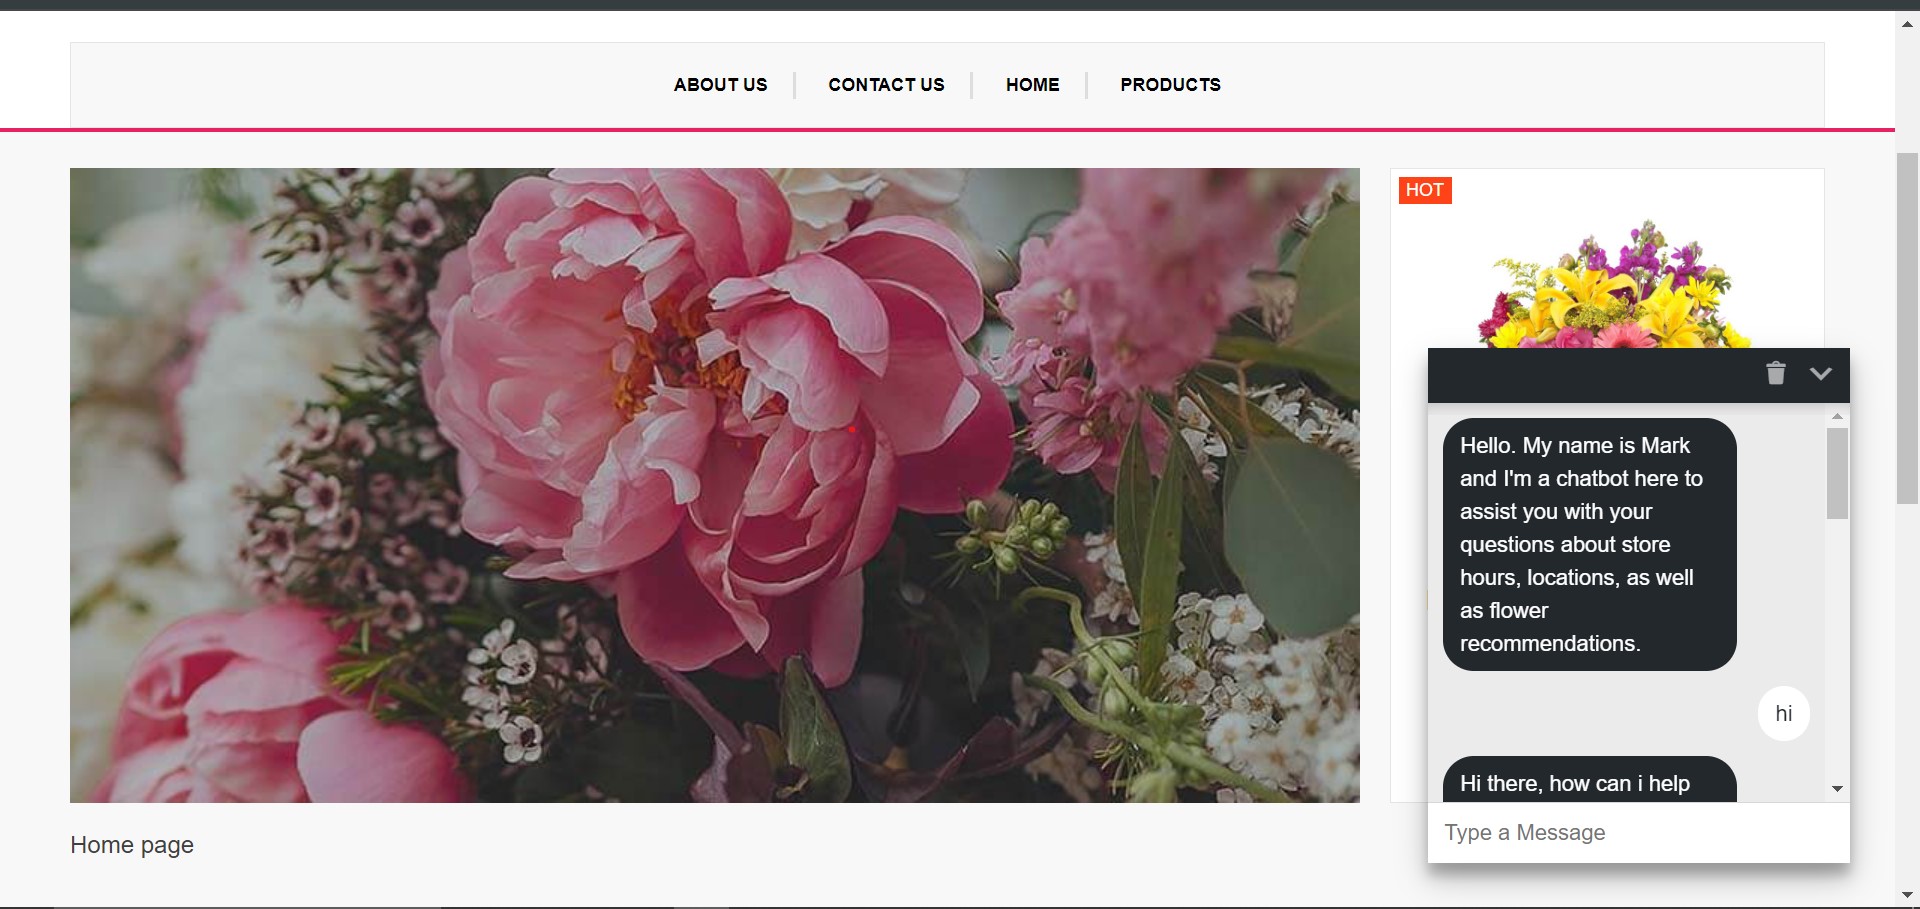 ABOUT US
CONTACT US
HOME
PRODUCTS
HOT
Hello. My name is Mark
and I'm a chatbot here to
assist you with your
questions about store
hours, locations, as well
as flower
recommendations.
hi
Hi there, how can i help
Type a Message
Home page